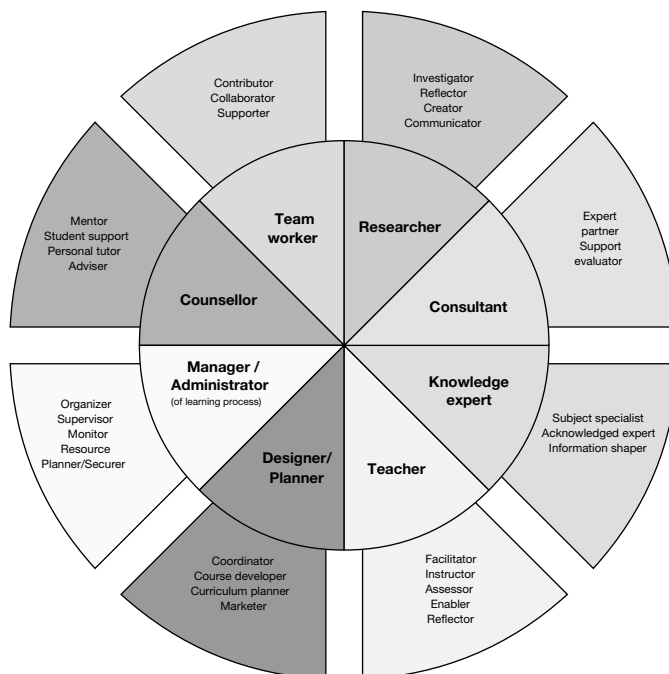 Contributor
Collaborator
Supporter
Investigator
Reflector
Creator
Communicator
Mentor
Student support
Personal tutor
Adviser
Team
worker
Researcher
Expert
partner
Support
evaluator
Counsellor
Consultant
Manager /
Administrator
(of learning process)
Knowledge
expert
Organizer
Supervisor
Monitor
Resource
Planner/Securer
Designer/
Planner
Teacher
Subject specialist
Acknowledged expert
Information shaper
Coordinator
Course developer
Curriculum planner
Marketer
Facilitator
Instructor
Assessor
Enabler
Reflector